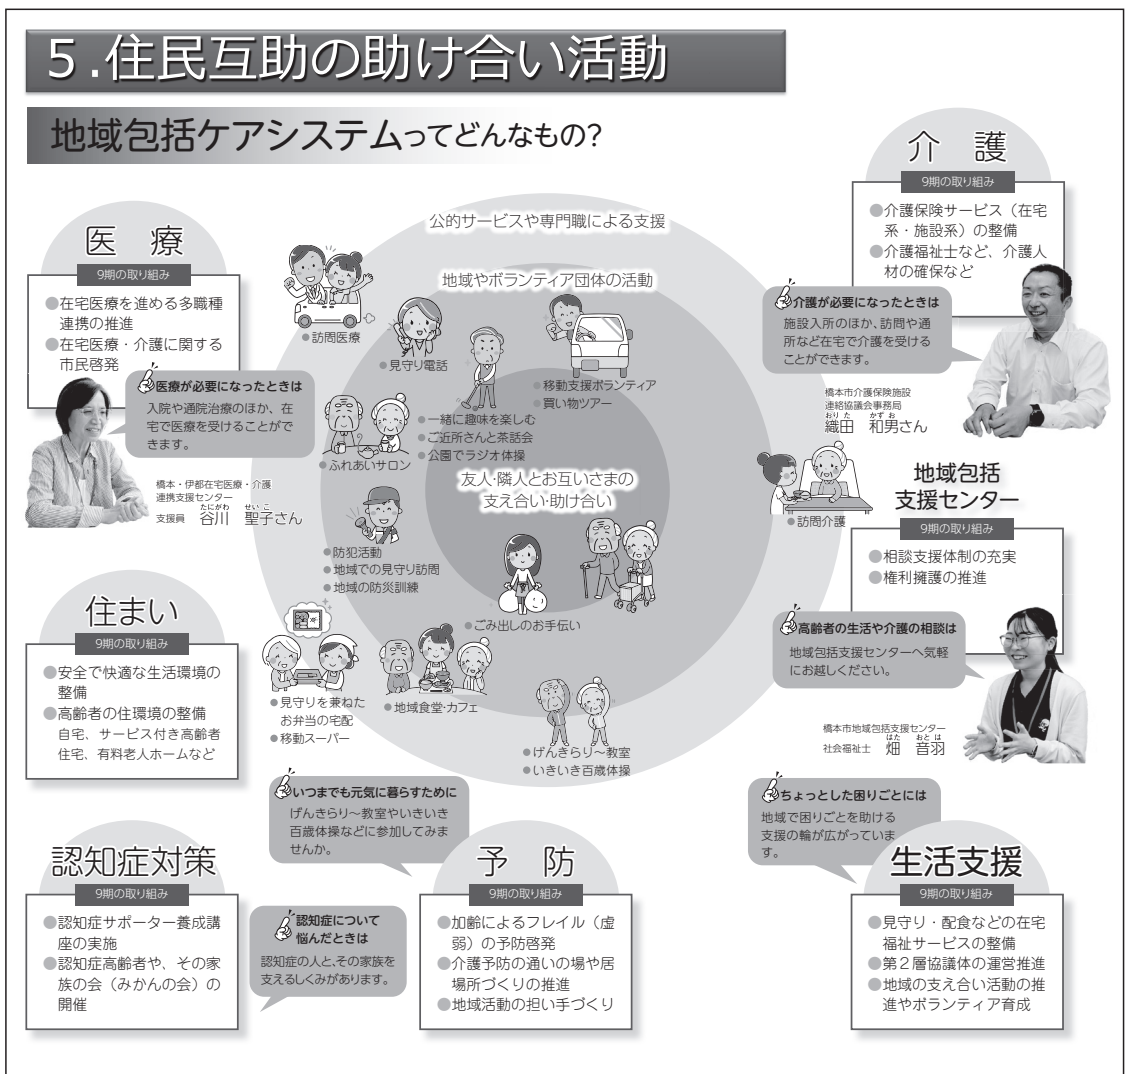 5.住民互助の助け合い活動
地域包括ケアシステムってどんなもの?
介 護
9期の取り組み
●介護保険サービス（在宅
系・施設系）の整備
●介護福祉士など、介護人
材の確保など
介護が必要になったときは
施設入所のほか、訪問や通
所など在宅で介護を受ける
ことができます。
橋本市介護保険施設
連絡協議会事務局
おりた かずお
織田 和男さん
医 療
9期の取り組み
●在宅医療を進める多職種
連携の推進
●在宅医療・介護に関する
市民啓発
医療が必要になったときは
入院や通院治療のほか、在
宅で医療を受けることがで
きます。
橋本・伊都在宅医療・介護
連携支援センター
たにがわ せいこ
支援員 谷川 聖子さん
公的サービスや専門職による支援
地域やボランティア団体の活動
友人・隣人とお互いさまの
支え合い・助け合い
●訪問医療
●見守り電話
●移動支援ボランティア
●買い物ツアー
●一緒に趣味を楽しむ
●ご近所さんと茶話会
●公園でラジオ体操
●ふれあいサロン
●訪問介護
●防犯活動
●地域での見守り訪問
●地域の防災訓練
●ごみ出しのお手伝い
●見守りを兼ねた
お弁当の宅配
●移動スーパー
●地域食堂・カフェ
●げんきらり〜教室
●いきいき百歳体操
地域包括
支援センター
9期の取り組み
●相談支援体制の充実
●権利擁護の推進
高齢者の生活や介護の相談は
地域包括支援センターへ気軽
にお越しください。
橋本市地域包括支援センター
はた おとは
社会福祉士 畑 音羽
住まい
9期の取り組み
●安全で快適な生活環境の
整備
●高齢者の住環境の整備
自宅、サービス付き高齢者
住宅、有料老人ホームなど
いつまでも元気に暮らすために
げんきらり〜教室やいきいき
百歳体操などに参加してみま
せんか。
ちょっとした困りごとには
地域で困りごとを助ける
支援の輪が広がっていま
す。
認知症対策
9期の取り組み
●認知症サポーター養成講
座の実施
●認知症高齢者や、その家
族の会（みかんの会）の
開催
認知症について
悩んだときは
認知症の人と、その家族を
支えるしくみがあります。
予 防
9期の取り組み
●加齢によるフレイル（虚
弱）の予防啓発
●介護予防の通いの場や居
場所づくりの推進
●地域活動の担い手づくり
生活支援
9期の取り組み
●見守り・配食などの在宅
福祉サービスの整備
●第２層協議体の運営推進
●地域の支え合い活動の推
進やボランティア育成